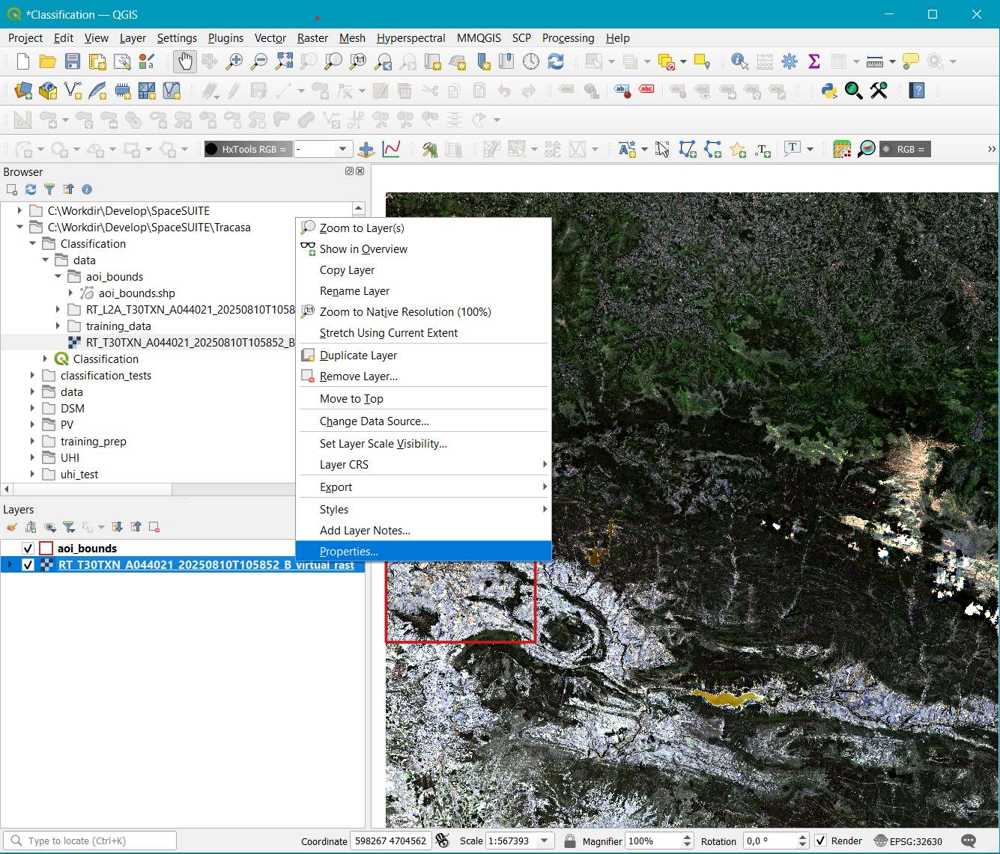 *Classification — QGIS
Project Edit View Layer Settings Plugins Vector Raster Mesh Hyperspectral MMQGIS SCP Processing Help
HxTools RGB = - RGB = »
Browser
C:\Workdir\Develop\SpaceSUITE
C:\Workdir\Develop\SpaceSUITE\Tracasa
Classification
data
aoi_bounds
aoi_bounds.shp
RT_L2A_T30TXN_A044021_20250810T1058
training_data
RT_T30TXN_A044021_20250810T105852_B
Classification
classification_tests
data
DSM
PV
training_prep
UHI
uhi_test
Zoom to Layer(s)
Show in Overview
Copy Layer
Rename Layer
Zoom to Native Resolution (100%)
Stretch Using Current Extent
Duplicate Layer
Remove Layer...
Move to Top
Change Data Source...
Set Layer Scale Visibility...
Layer CRS
Export
Styles
Add Layer Notes...
Properties...
Layers
aoi_bounds
RT_T30TXN_A044021_20250810T105852_B_virtual_rast
Type to locate (Ctrl+K) Coordinate 598267 4704562 Scale 1:567393 Magnifier 100% Rotation 0,0 ° Render EPSG:32630